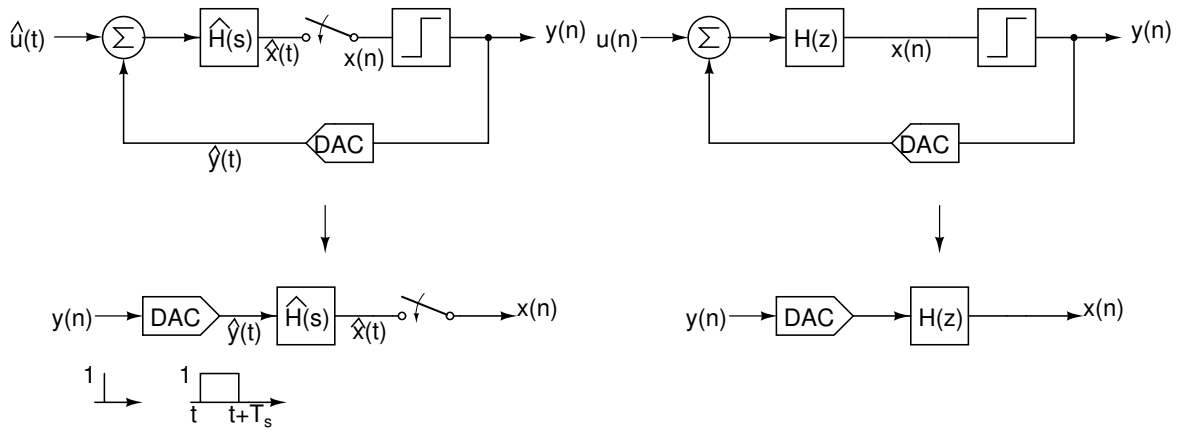 û(t) Σ Ĥ(s) x̂(t) x(n) y(n)
DAC
ŷ(t)
u(n) Σ H(z) x(n) y(n)
DAC
y(n) DAC ŷ(t) Ĥ(s) x̂(t) x(n)
1 1
t t+Ts
y(n) DAC H(z) x(n)